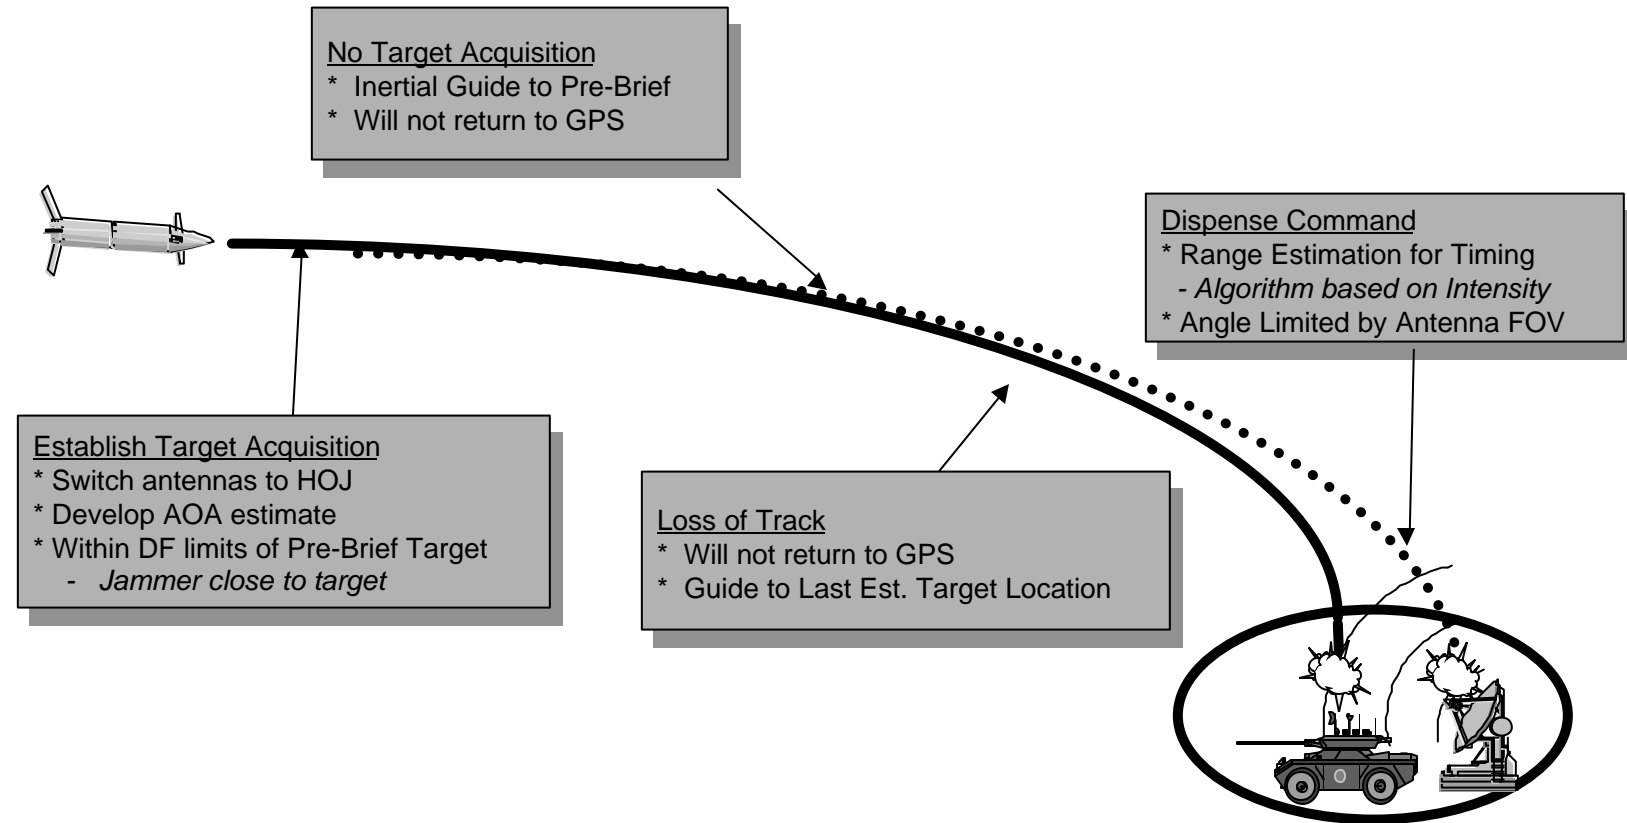 No Target Acquisition
* Inertial Guide to Pre-Brief
* Will not return to GPS
Dispense Command
* Range Estimation for Timing
- Algorithm based on Intensity
* Angle Limited by Antenna FOV
Establish Target Acquisition
* Switch antennas to HOJ
* Develop AOA estimate
* Within DF limits of Pre-Brief Target
- Jammer close to target
Loss of Track
* Will not return to GPS
* Guide to Last Est. Target Location